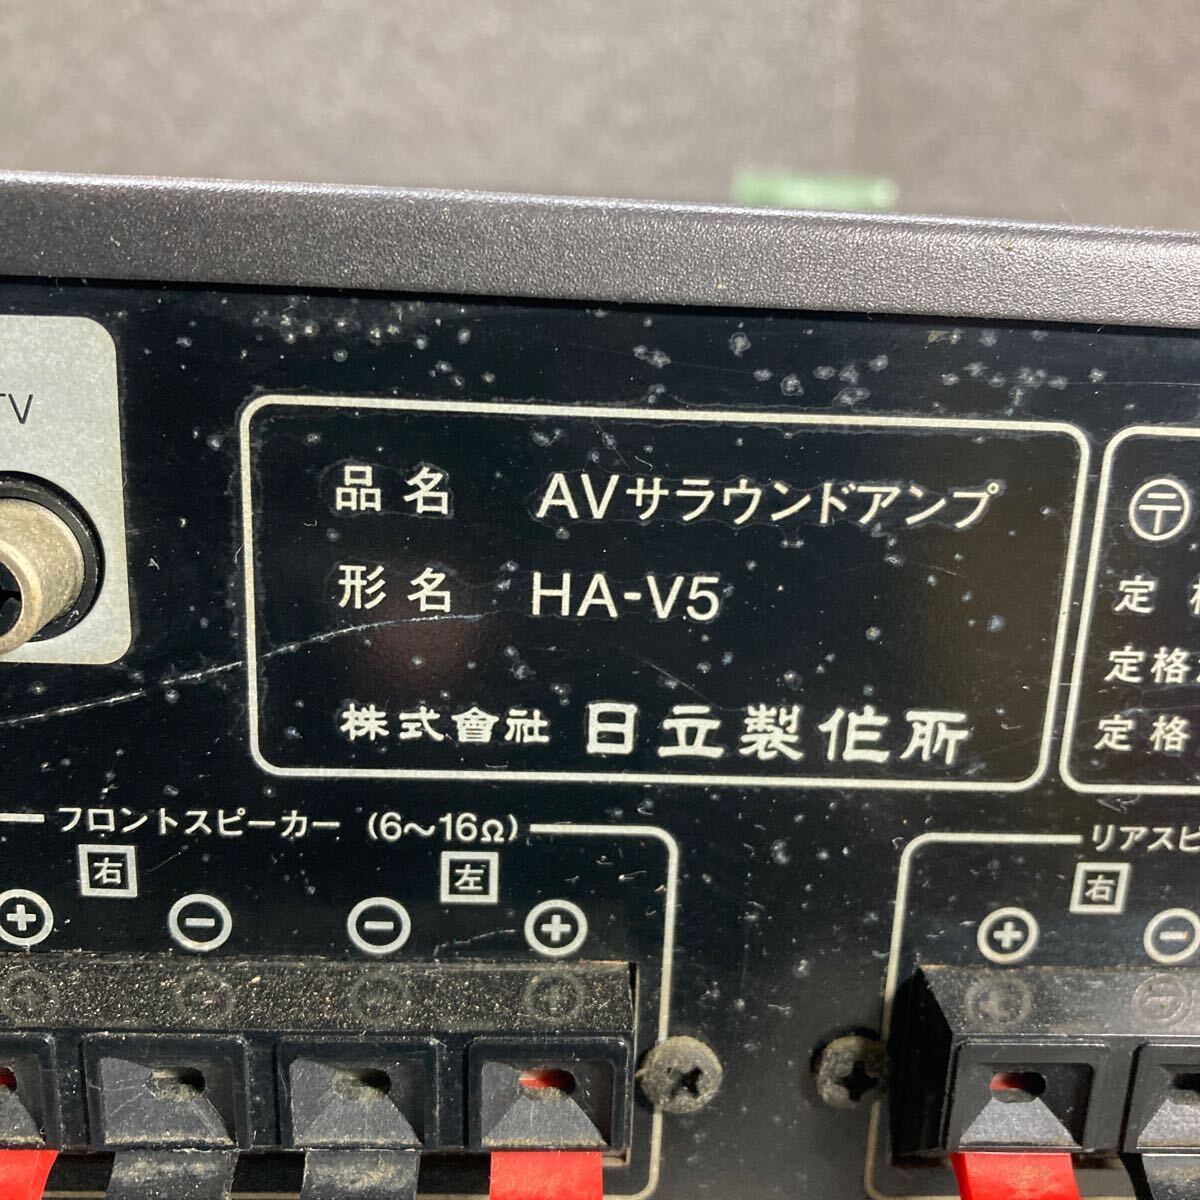 TV
品名 AVサラウンドアンプ
形名 HA-V5
株式會社 日立製作所
〒
定格
定格
定格
フロントスピーカー (6〜16Ω)
右 左
⊕ ⊖ ⊖ ⊕
リアスピ
右
⊕ ⊖